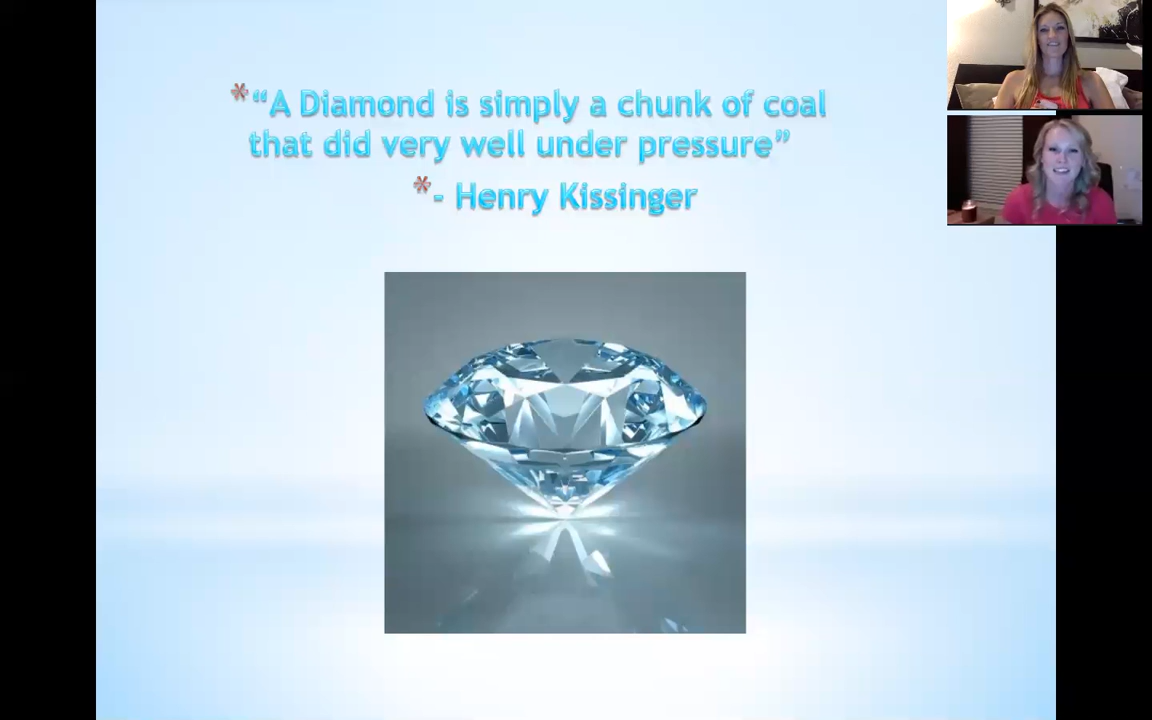 *“A Diamond is simply a chunk of coal
that did very well under pressure”
*- Henry Kissinger